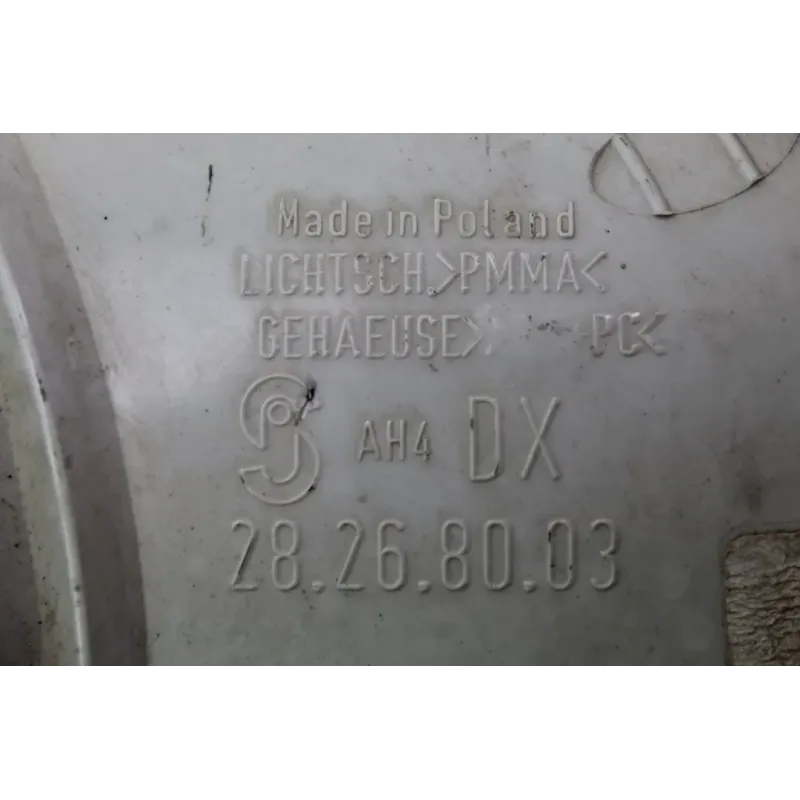 Made in Poland
LICHTSCH.>PMMA<
GEHAEUSE> PC<
AH4 DX
28.26.80.03